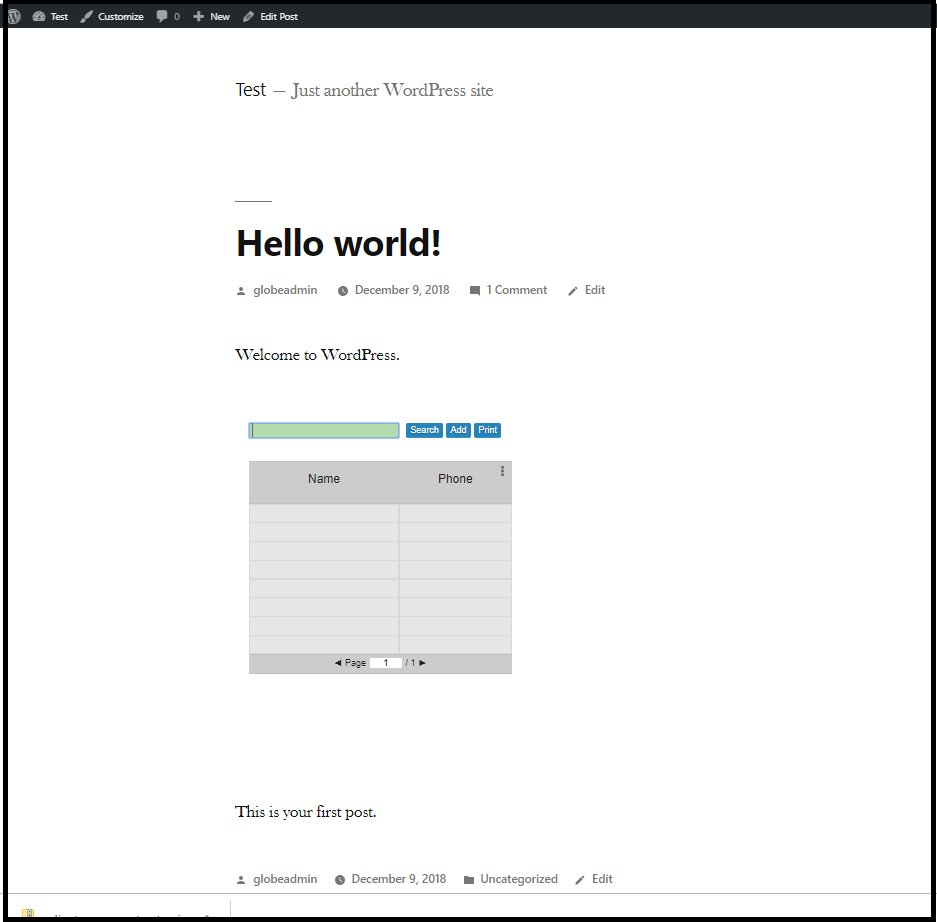 Test Customize 0 New Edit Post
Test — Just another WordPress site
Hello world!
globeadmin December 9, 2018 1 Comment Edit
Welcome to WordPress.
Search Add Print
Name Phone
◄ Page 1 / 1 ►
This is your first post.
globeadmin December 9, 2018 Uncategorized Edit